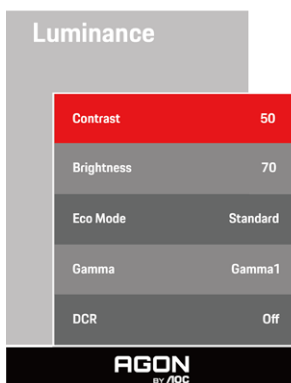 Luminance
Contrast 50
Brightness 70
Eco Mode Standard
Gamma Gamma1
DCR Off
AGON
BY AOC